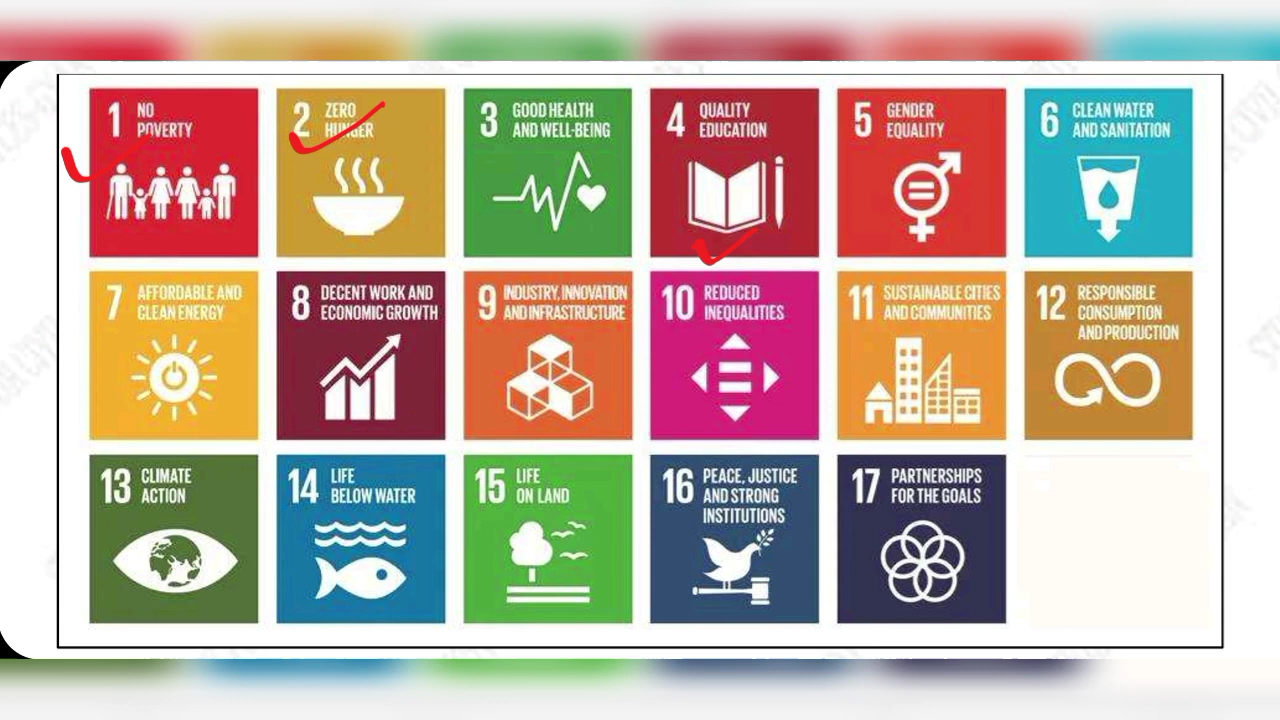 1 NO
POVERTY
2 ZERO
HUNGER
3 GOOD HEALTH
AND WELL-BEING
4 QUALITY
EDUCATION
5 GENDER
EQUALITY
6 CLEAN WATER
AND SANITATION
7 AFFORDABLE AND
CLEAN ENERGY
8 DECENT WORK AND
ECONOMIC GROWTH
9 INDUSTRY, INNOVATION
AND INFRASTRUCTURE
10 REDUCED
INEQUALITIES
11 SUSTAINABLE CITIES
AND COMMUNITIES
12 RESPONSIBLE
CONSUMPTION
AND PRODUCTION
13 CLIMATE
ACTION
14 LIFE
BELOW WATER
15 LIFE
ON LAND
16 PEACE, JUSTICE
AND STRONG
INSTITUTIONS
17 PARTNERSHIPS
FOR THE GOALS